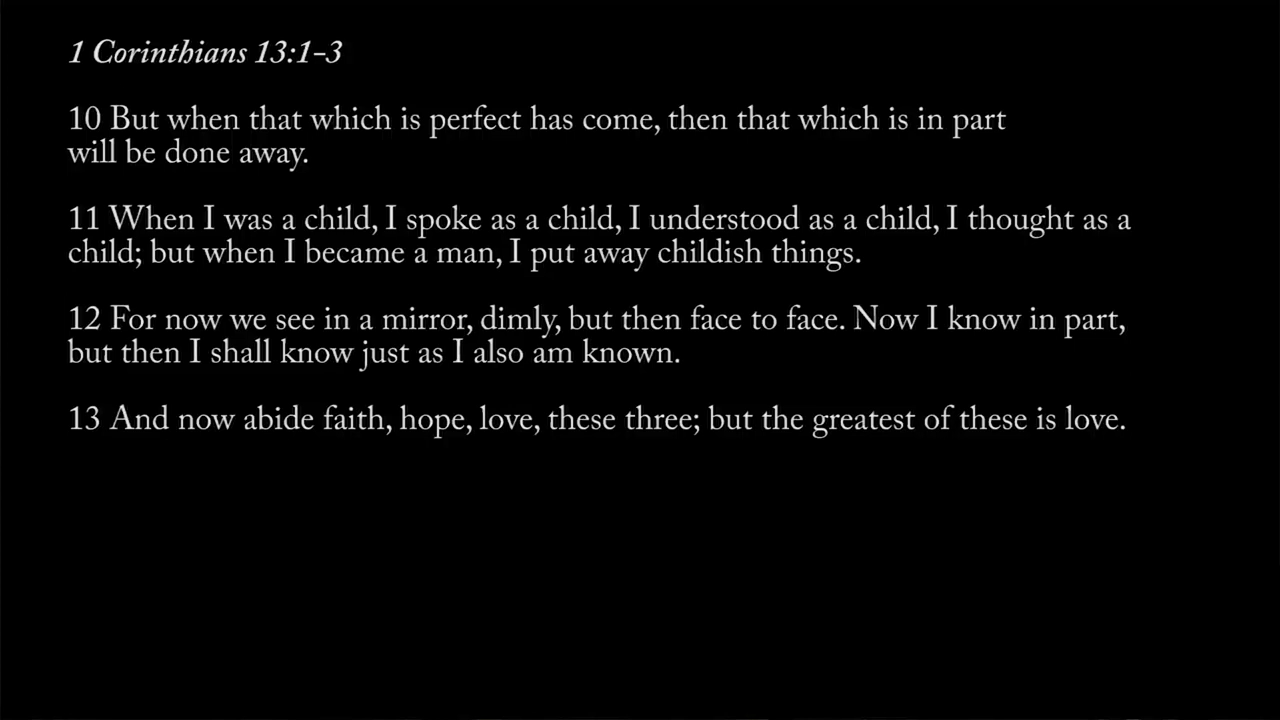 1 Corinthians 13:1-3
10 But when that which is perfect has come, then that which is in part
will be done away.
11 When I was a child, I spoke as a child, I understood as a child, I thought as a
child; but when I became a man, I put away childish things.
12 For now we see in a mirror, dimly, but then face to face. Now I know in part,
but then I shall know just as I also am known.
13 And now abide faith, hope, love, these three; but the greatest of these is love.